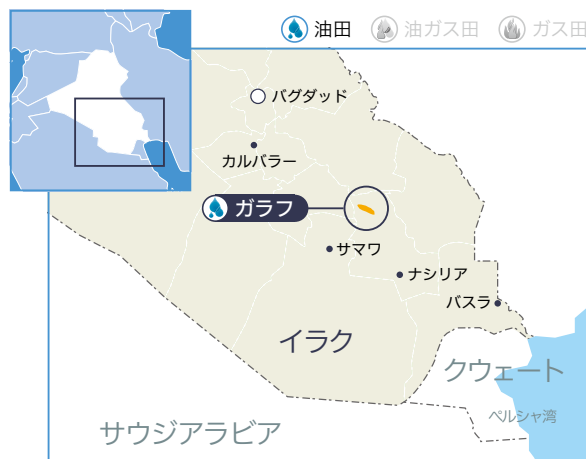 油田 油ガス田 ガス田
バグダッド
カルバラー
ガラフ
サマワ
ナシリア
バスラ
イラク
クウェート
ペルシャ湾
サウジアラビア